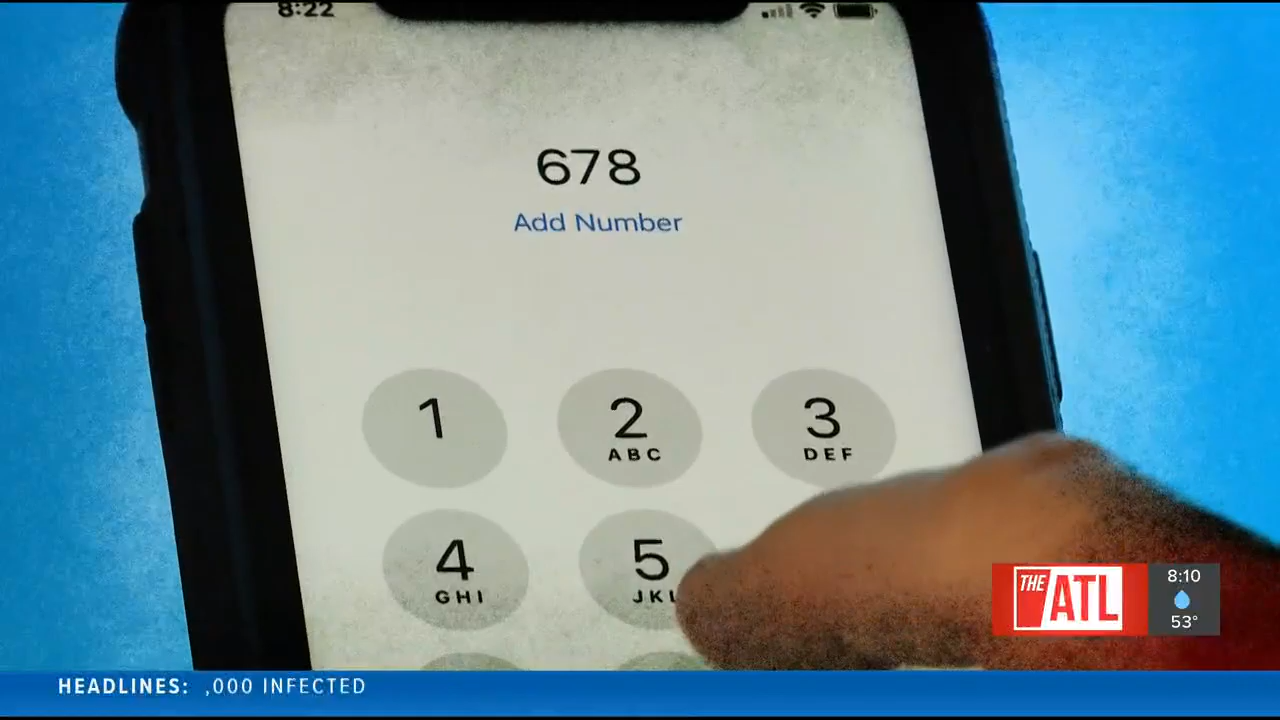 8:22
678
Add Number
1
2
ABC
3
DEF
4
GHI
5
JKL
THE ATL
8:10
53°
HEADLINES: ,000 INFECTED